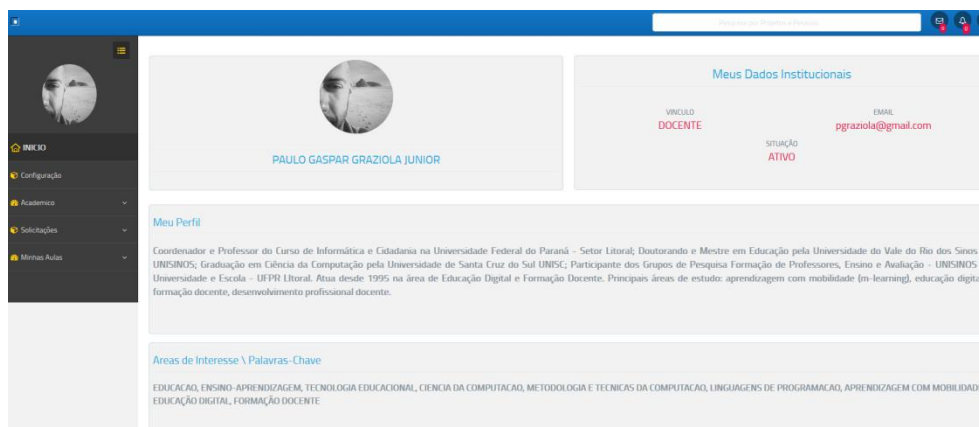 Pesquise por Projetos e Pessoas
0
0
INICIO
Configuração
Academico
Solicitações
Minhas Aulas
PAULO GASPAR GRAZIOLA JUNIOR
Meus Dados Institucionais
VINCULO
DOCENTE
EMAIL
pgraziola@gmail.com
SITUAÇÃO
ATIVO
Meu Perfil
Coordenador e Professor do Curso de Informática e Cidadania na Universidade Federal do Paraná - Setor Litoral; Doutorando e Mestre em Educação pela Universidade do Vale do Rio dos Sinos
UNISINOS; Graduação em Ciência da Computação pela Universidade de Santa Cruz do Sul UNISC; Participante dos Grupos de Pesquisa Formação de Professores, Ensino e Avaliação - UNISINOS
Universidade e Escola - UFPR LItoral. Atua desde 1995 na área de Educação Digital e Formação Docente. Principais áreas de estudo: aprendizagem com mobilidade (m-learning), educação digita
formação docente, desenvolvimento profissional docente.
Areas de Interesse \ Palavras-Chave
EDUCACAO, ENSINO-APRENDIZAGEM, TECNOLOGIA EDUCACIONAL, CIENCIA DA COMPUTACAO, METODOLOGIA E TECNICAS DA COMPUTACAO, LINGUAGENS DE PROGRAMACAO, APRENDIZAGEM COM MOBILIDAD
EDUCAÇÃO DIGITAL, FORMAÇÃO DOCENTE